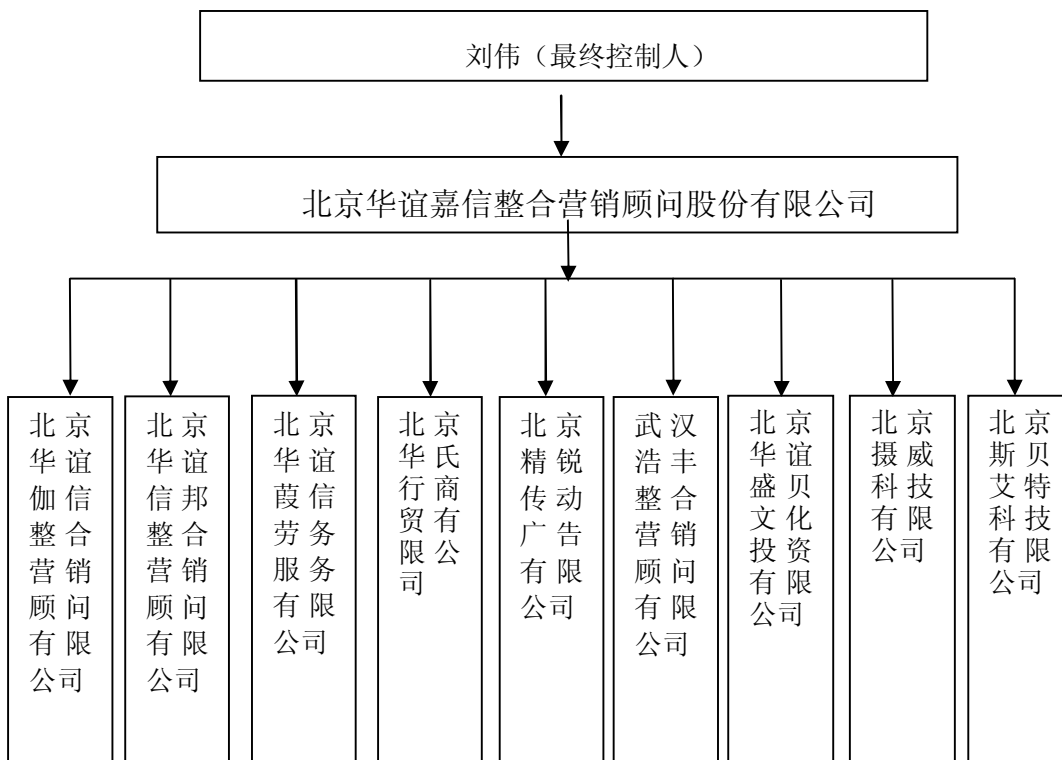 刘伟（最终控制人）
北京华谊嘉信整合营销顾问股份有限公司
北京
华谊
伽信
整合
营销
顾问
有限
公司
北京
华谊
信邦
整合
营销
顾问
有限
公司
北京
华谊
葭信
劳务
服务
有限
公司
北京
华氏
行商
贸有
限公
司
北京
精锐
传动
广告
有限
公司
武汉
浩丰
整合
营销
顾问
有限
公司
北京
华谊
盛贝
文化
投资
有限
公司
北京
摄威
科技
有限
公司
北京
斯贝
艾特
科技
有限
公司